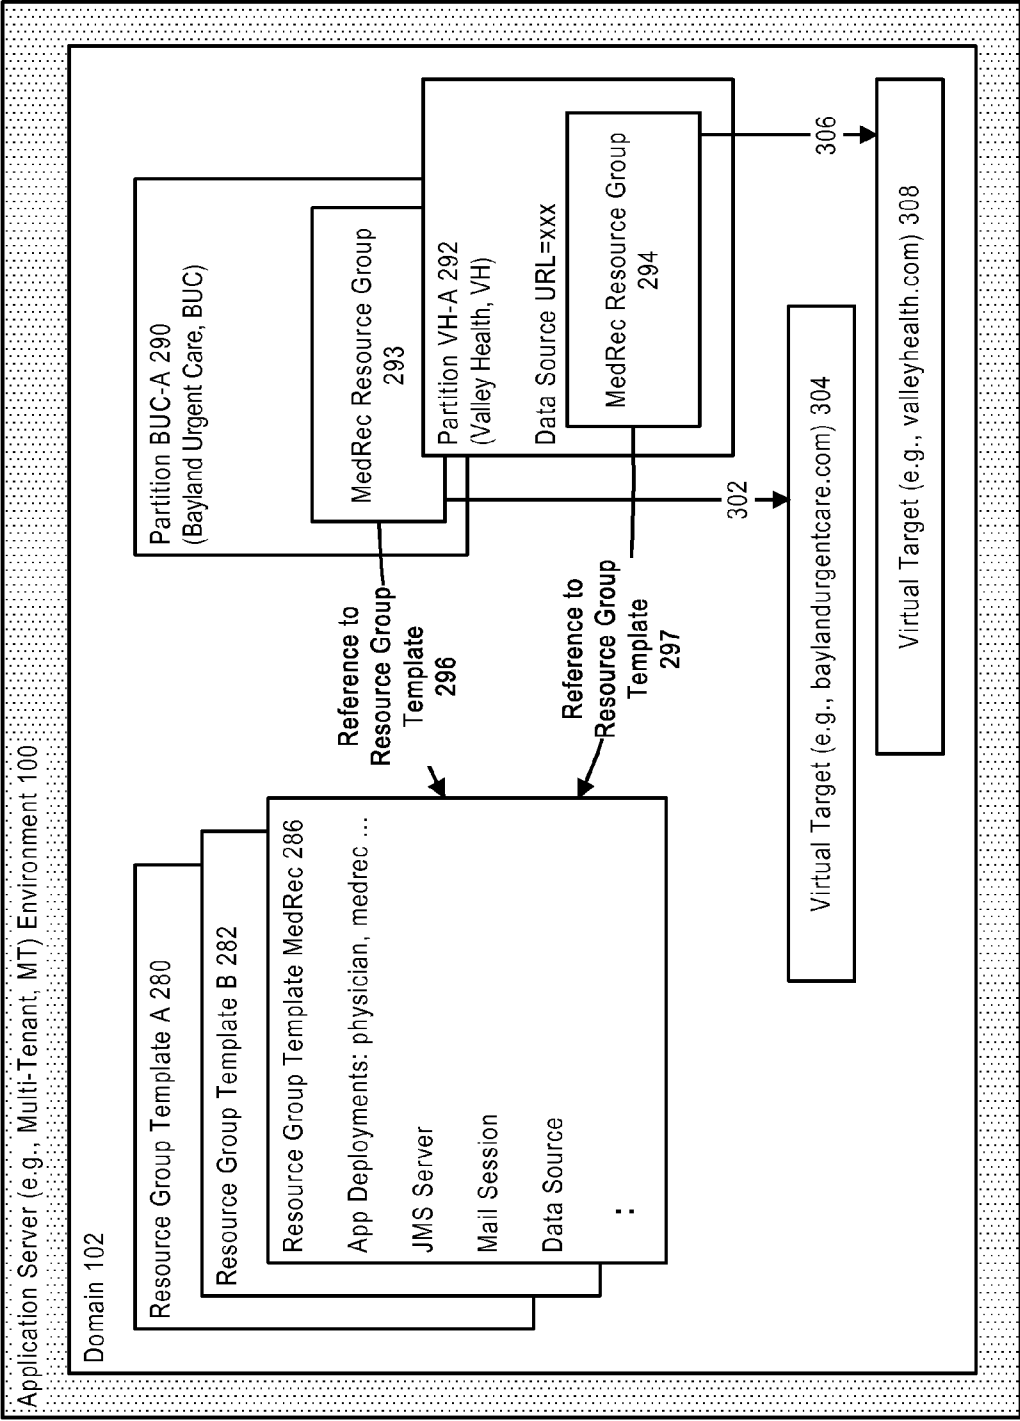 Application Server (e.g., Multi-Tenant, MT) Environment 100
Domain 102
Resource Group Template A 280
Resource Group Template B 282
Resource Group Template MedRec 286
App Deployments: physician, medrec ...
JMS Server
Mail Session
Data Source
:
Reference to
Resource Group
Template
296
Reference to
Resource Group
Template
297
Partition BUC-A 290
(Bayland Urgent Care, BUC)
MedRec Resource Group
293
Partition VH-A 292
(Valley Health, VH)
Data Source URL=xxx
MedRec Resource Group
294
302
306
Virtual Target (e.g., baylandurgentcare.com) 304
Virtual Target (e.g., valleyhealth.com) 308